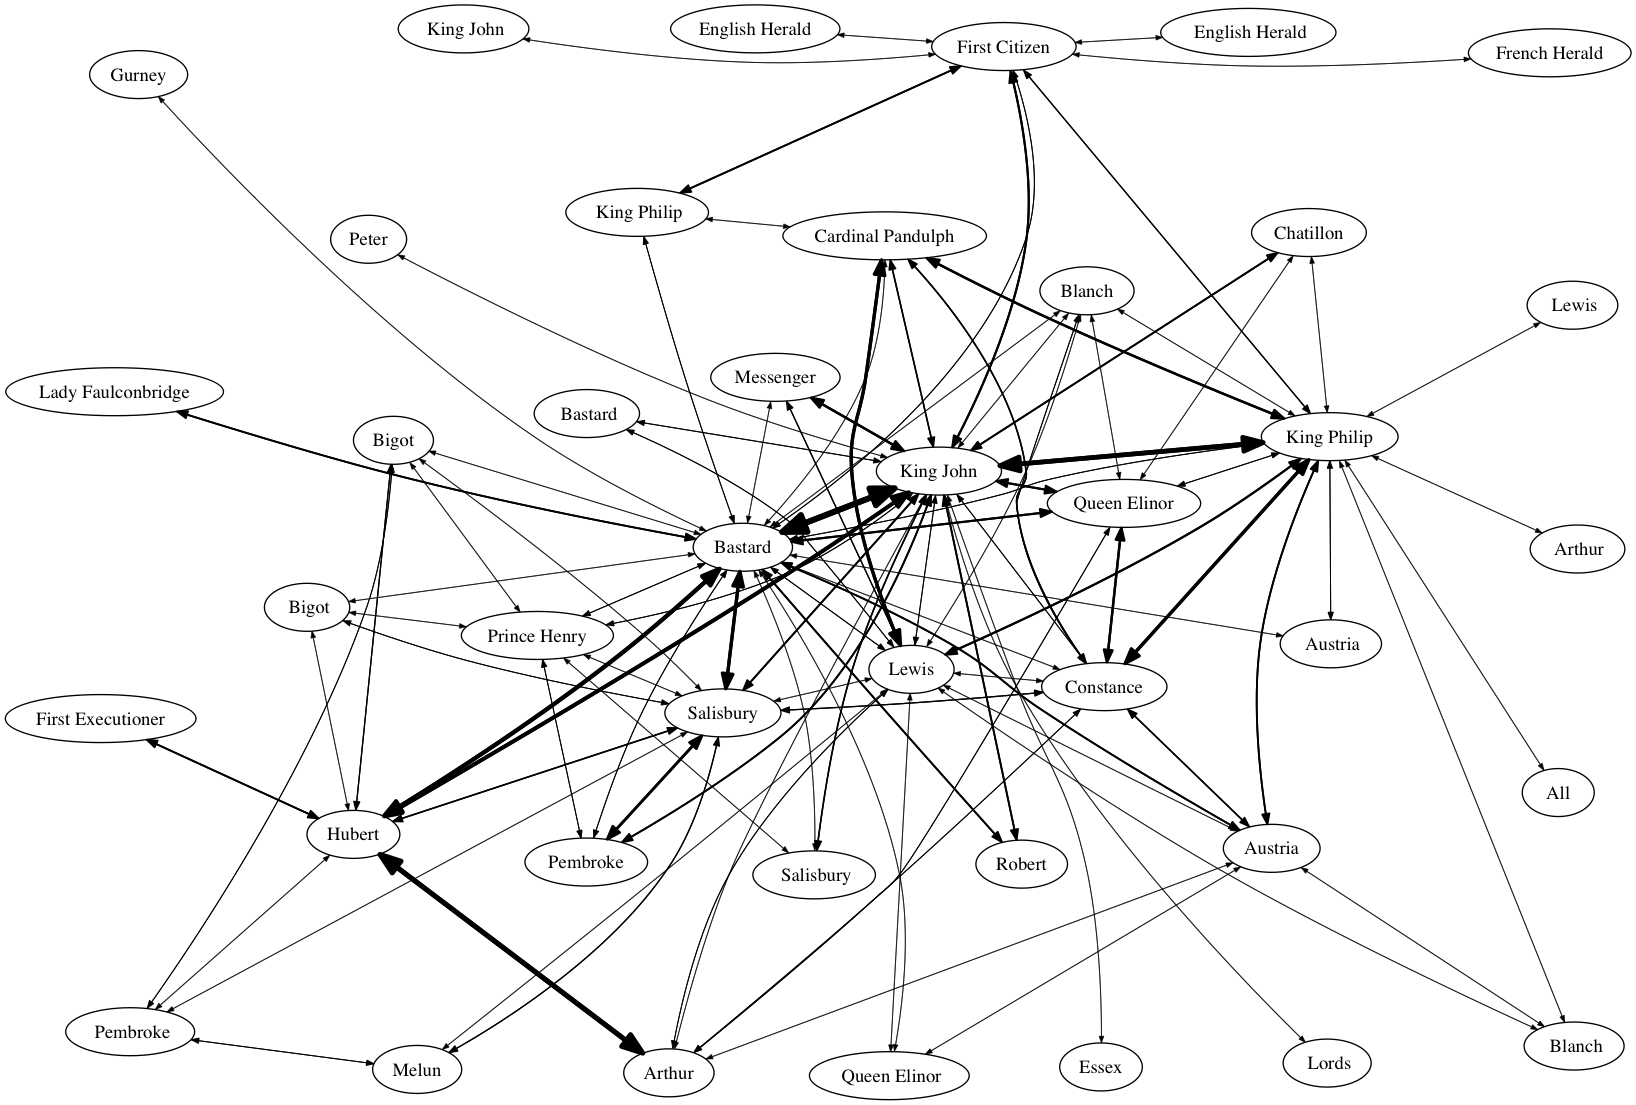 King John
English Herald
English Herald
First Citizen
French Herald
Gurney
King Philip
Chatillon
Cardinal Pandulph
Peter
Blanch
Lewis
Messenger
Lady Faulconbridge
Bastard
King Philip
Bigot
King John
Queen Elinor
Bastard
Arthur
Bigot
Prince Henry
Austria
Lewis
Constance
Salisbury
First Executioner
All
Hubert
Austria
Pembroke
Robert
Salisbury
Pembroke
Blanch
Lords
Essex
Melun
Arthur
Queen Elinor